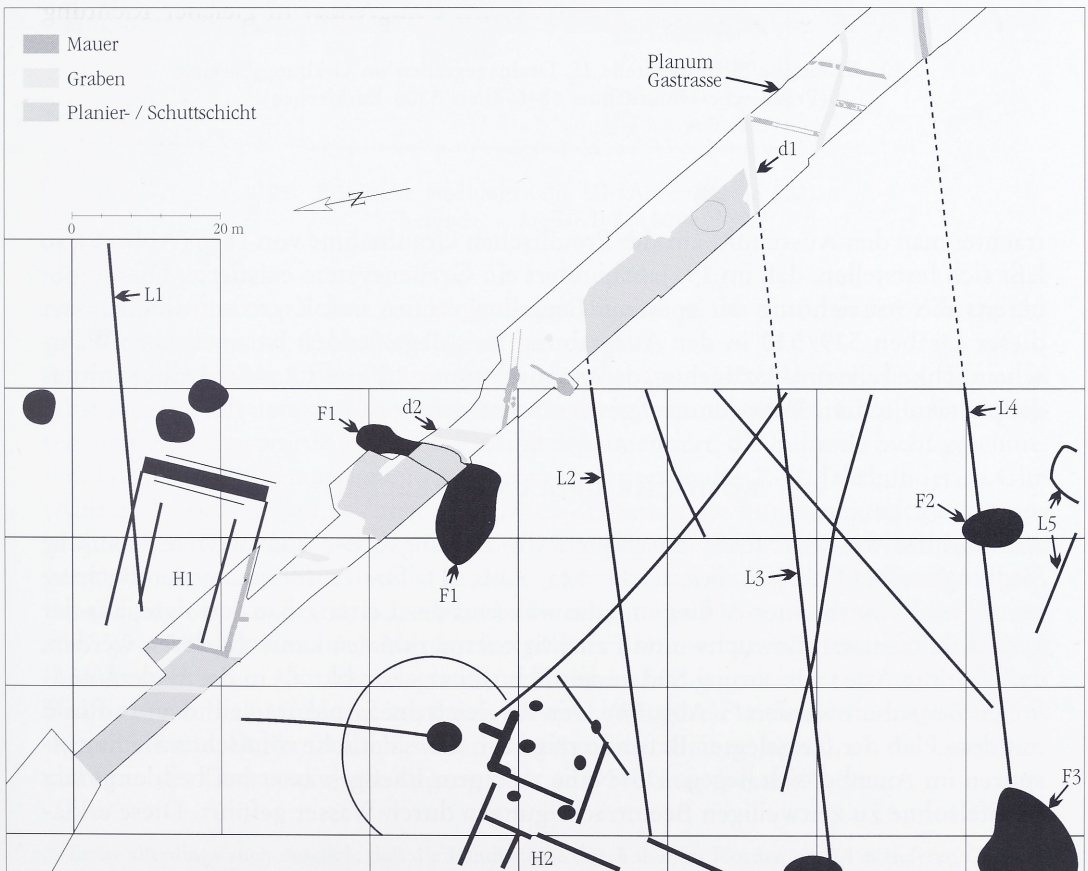 Mauer
Graben
Planier- / Schuttschicht
Planum
Gastrasse
d1
N
0 20 m
L1
F1
d2
L4
L2
F2
L5
H1
L3
F1
F3
H2